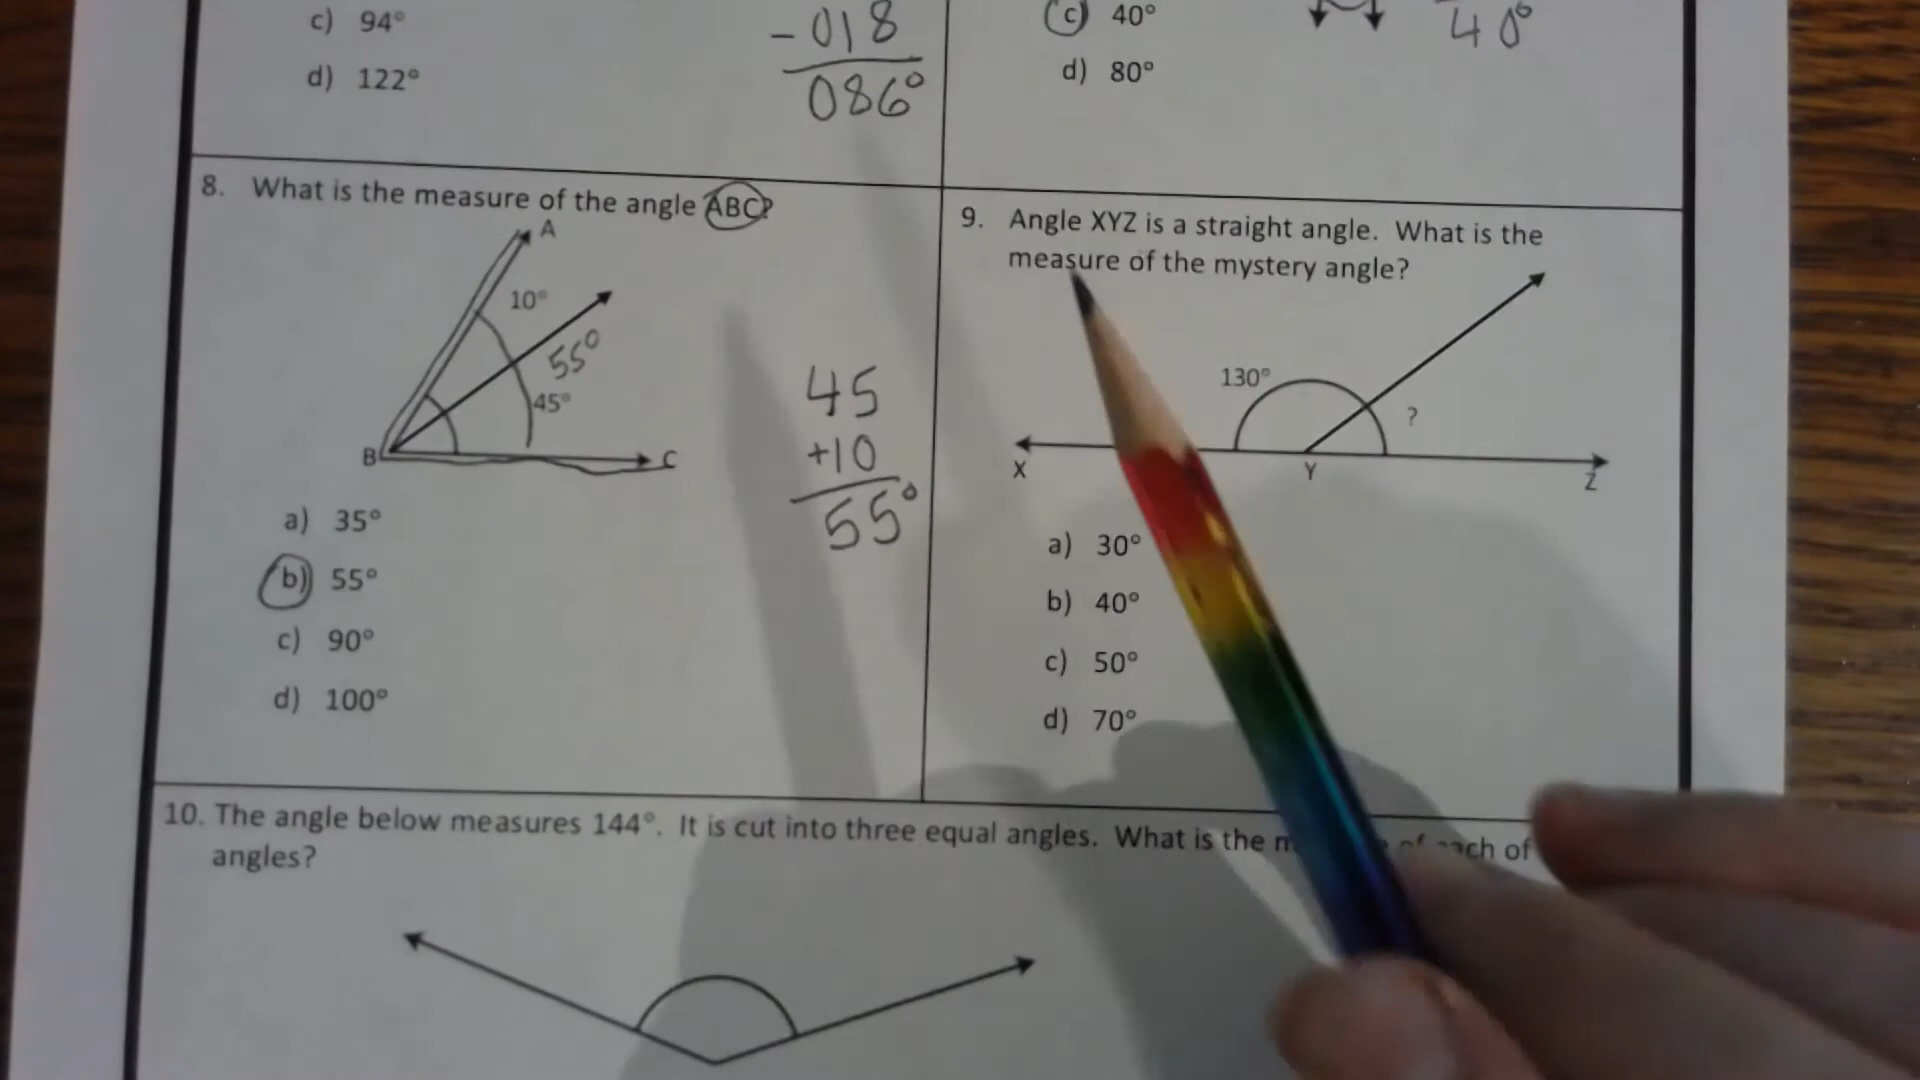 c) 94°
d) 122°
- 018
086°
c) 40°
d) 80°
40°
8. What is the measure of the angle ABC?
A
10°
55°
45°
B
C
45
+10
55°
a) 35°
b) 55°
c) 90°
d) 100°
9. Angle XYZ is a straight angle. What is the
measure of the mystery angle?
130°
?
X
Y
Z
a) 30°
b) 40°
c) 50°
d) 70°
10. The angle below measures 144°. It is cut into three equal angles. What is the of
angles?